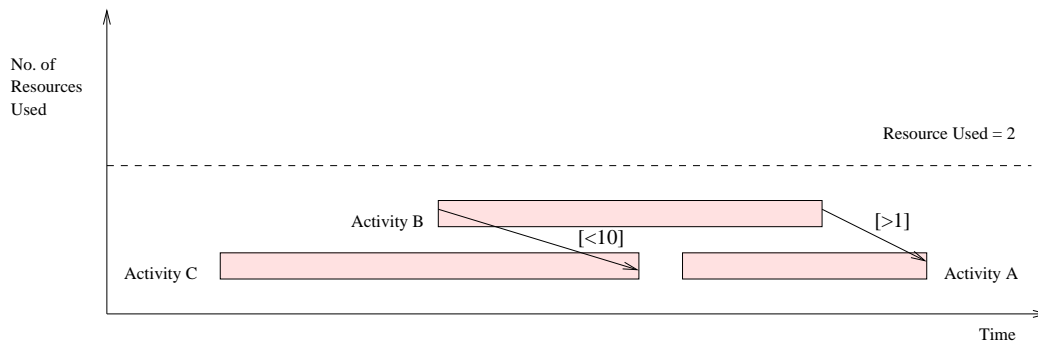 No. of
Resources
Used
Resource Used = 2
Activity B
[<10]
[>1]
Activity C
Activity A
Time